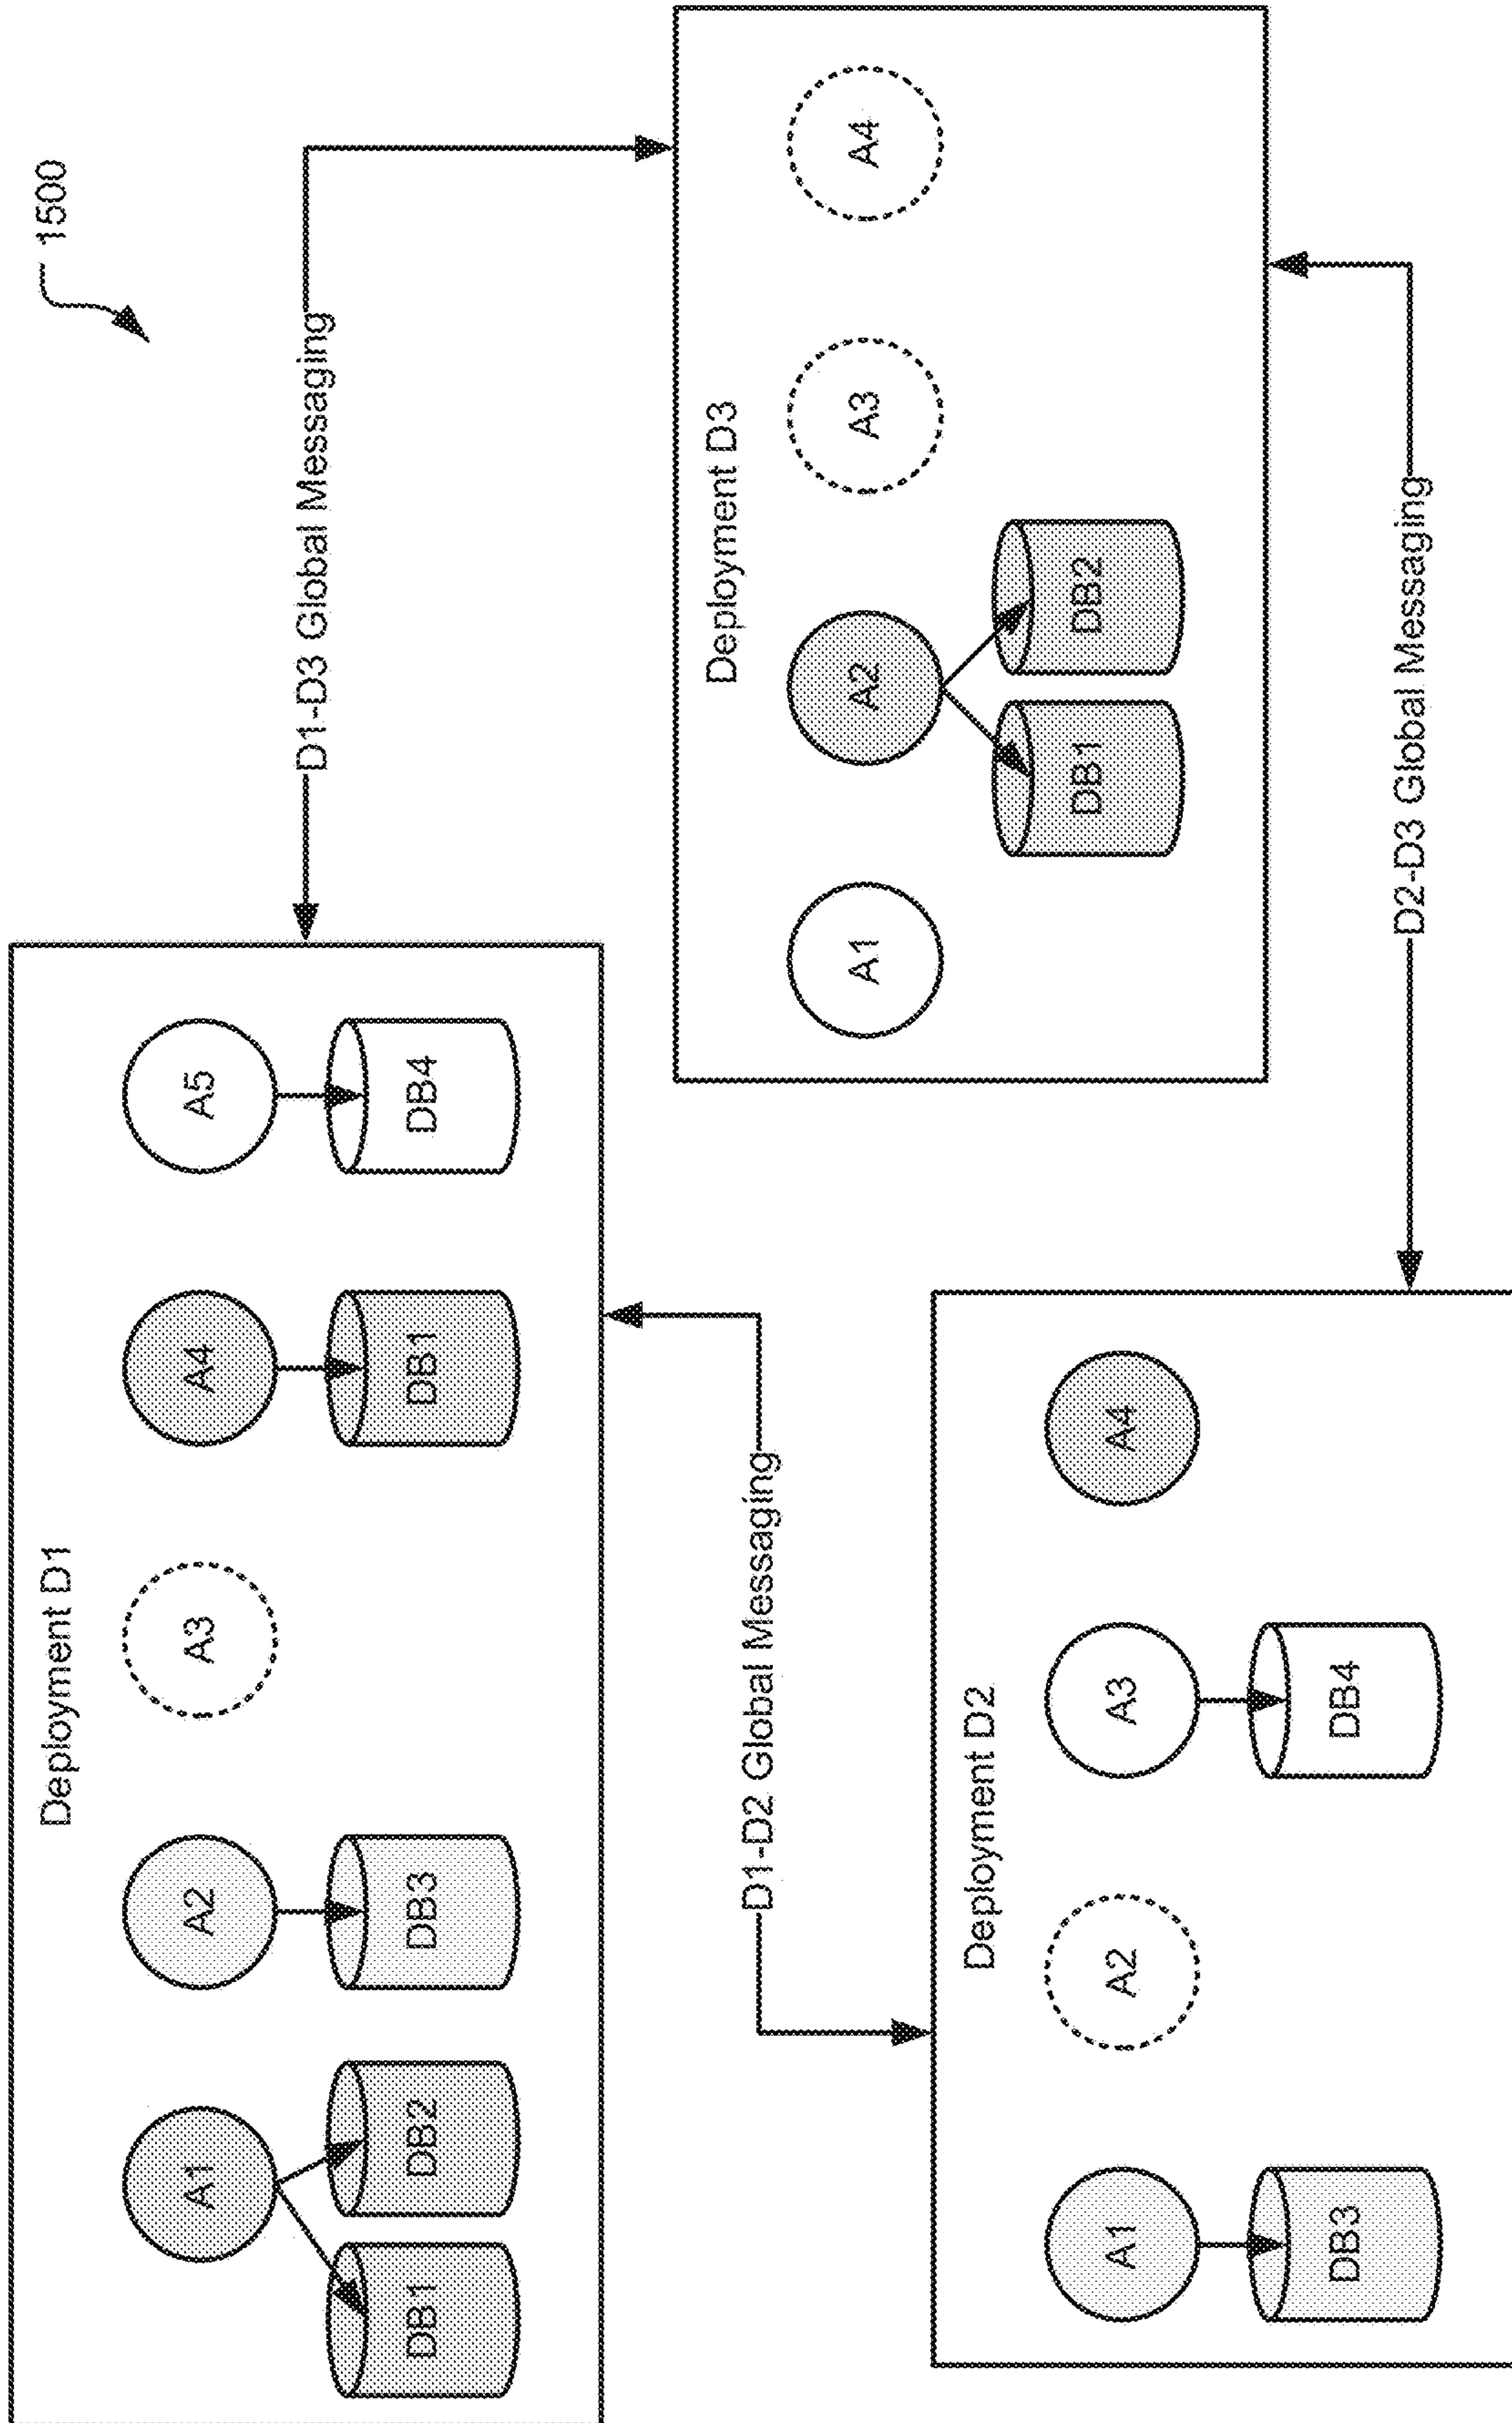 1500
Deployment D1
A1
A2
A3
A4
A5
DB1
DB2
DB3
DB1
DB4
D1-D3 Global Messaging
D1-D2 Global Messaging
Deployment D3
A1
A2
A3
A4
DB1
DB2
Deployment D2
A1
A2
A3
A4
DB3
DB4
D2-D3 Global Messaging